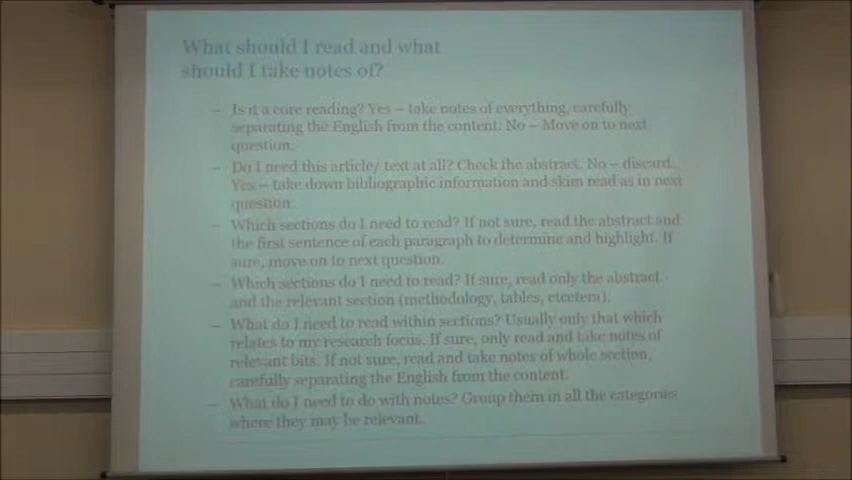 What should I read and what
should I take notes of?
– Is it a core reading? Yes – take notes of everything, carefully
separating the English from the content. No – Move on to next
question.
– Do I need this article/ text at all? Check the abstract. No – discard.
Yes – take down bibliographic information and skim read as in next
question.
– Which sections do I need to read? If not sure, read the abstract and
the first sentence of each paragraph to determine and highlight. If
sure, move on to next question.
– Which sections do I need to read? If sure, read only the abstract
and the relevant section (methodology, tables, etcetera).
– What do I need to read within sections? Usually only that which
relates to my research focus. If sure, only read and take notes of
relevant bits. If not sure, read and take notes of whole section,
carefully separating the English from the content.
– What do I need to do with notes? Group them in all the categories
where they may be relevant.